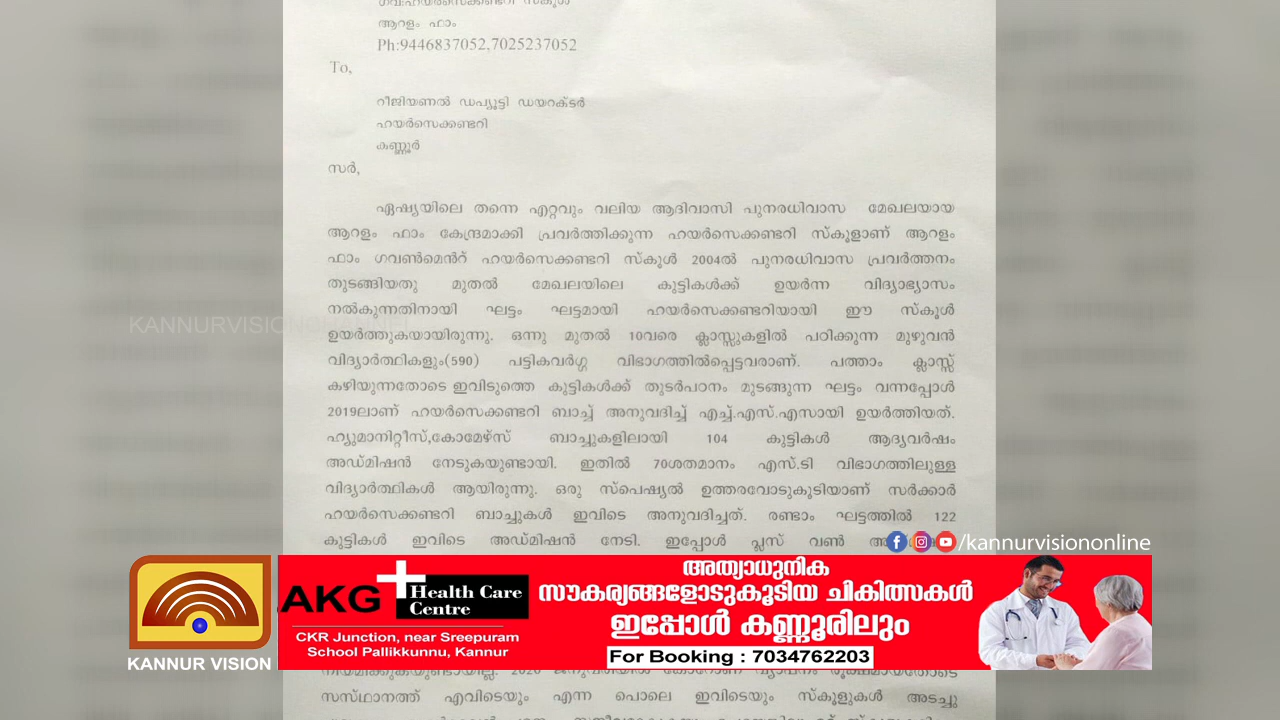 ഗവ:ഹയർസെക്കണ്ടറി സ്കൂൾ
ആറളം ഫാം
Ph:9446837052,7025237052
To,
റീജിയണൽ ഡപ്യൂട്ടി ഡയറക്ടർ
ഹയർസെക്കണ്ടറി
കണ്ണൂർ
സർ,
ഏഷ്യയിലെ തന്നെ എറ്റവും വലിയ ആദിവാസി പുനരധിവാസ മേഖലയായ
ആറളം ഫാം കേന്ദ്രമാക്കി പ്രവർത്തിക്കുന്ന ഹയർസെക്കണ്ടറി സ്കൂളാണ് ആറളം
ഫാം ഗവൺമെൻറ് ഹയർസെക്കണ്ടറി സ്കൂൾ 2004ൽ പുനരധിവാസ പ്രവർത്തനം
തുടങ്ങിയതു മുതൽ മേഖലയിലെ കുട്ടികൾക്ക് ഉയർന്ന വിദ്യാഭ്യാസം
നൽകുന്നതിനായി ഘട്ടം ഘട്ടമായി ഹയർസെക്കണ്ടറിയായി ഈ സ്കൂൾ
ഉയർത്തുകയായിരുന്നു. ഒന്നു മുതൽ 10വരെ ക്ലാസ്സുകളിൽ പഠിക്കുന്ന മുഴുവൻ
വിദ്യാർത്ഥികളും(590) പട്ടികവർഗ്ഗ വിഭാഗത്തിൽപ്പെട്ടവരാണ്. പത്താം ക്ലാസ്സ്
കഴിയുന്നതോടെ ഇവിടുത്തെ കുട്ടികൾക്ക് തുടർപഠനം മുടങ്ങുന്ന ഘട്ടം വന്നപ്പോൾ
2019ലാണ് ഹയർസെക്കണ്ടറി ബാച്ച് അനുവദിച്ച് എച്ച്.എസ്.എസായി ഉയർത്തിയത്.
ഹ്യുമാനിറ്റീസ്,കോമേഴ്സ് ബാച്ചുകളിലായി 104 കുട്ടികൾ ആദ്യവർഷം
അഡ്മിഷൻ നേടുകയുണ്ടായി. ഇതിൽ 70ശതമാനം എസ്.ടി വിഭാഗത്തിലുള്ള
വിദ്യാർത്ഥികൾ ആയിരുന്നു. ഒരു സ്പെഷ്യൽ ഉത്തരവോടുകൂടിയാണ് സർക്കാർ
ഹയർസെക്കണ്ടറി ബാച്ചുകൾ ഇവിടെ അനുവദിച്ചത്. രണ്ടാം ഘട്ടത്തിൽ 122
കുട്ടികൾ ഇവിടെ അഡ്മിഷൻ നേടി. ഇപ്പോൾ പ്ലസ് വൺ
KANNURVISIONCHANNEL
/kannurvisiononline
KANNUR VISION
AKG Health Care
Centre
CKR Junction, near Sreepuram
School Pallikkunnu, Kannur
അത്യാധുനിക
സൗകര്യങ്ങളോടുകൂടിയ ചികിത്സകൾ
ഇപ്പോൾ കണ്ണൂരിലും
For Booking : 7034762203
സംസ്ഥാനത്ത് എവിടെയും എന്ന പൊലെ ഇവിടെയും സ്കൂളുകൾ അടച്ചു